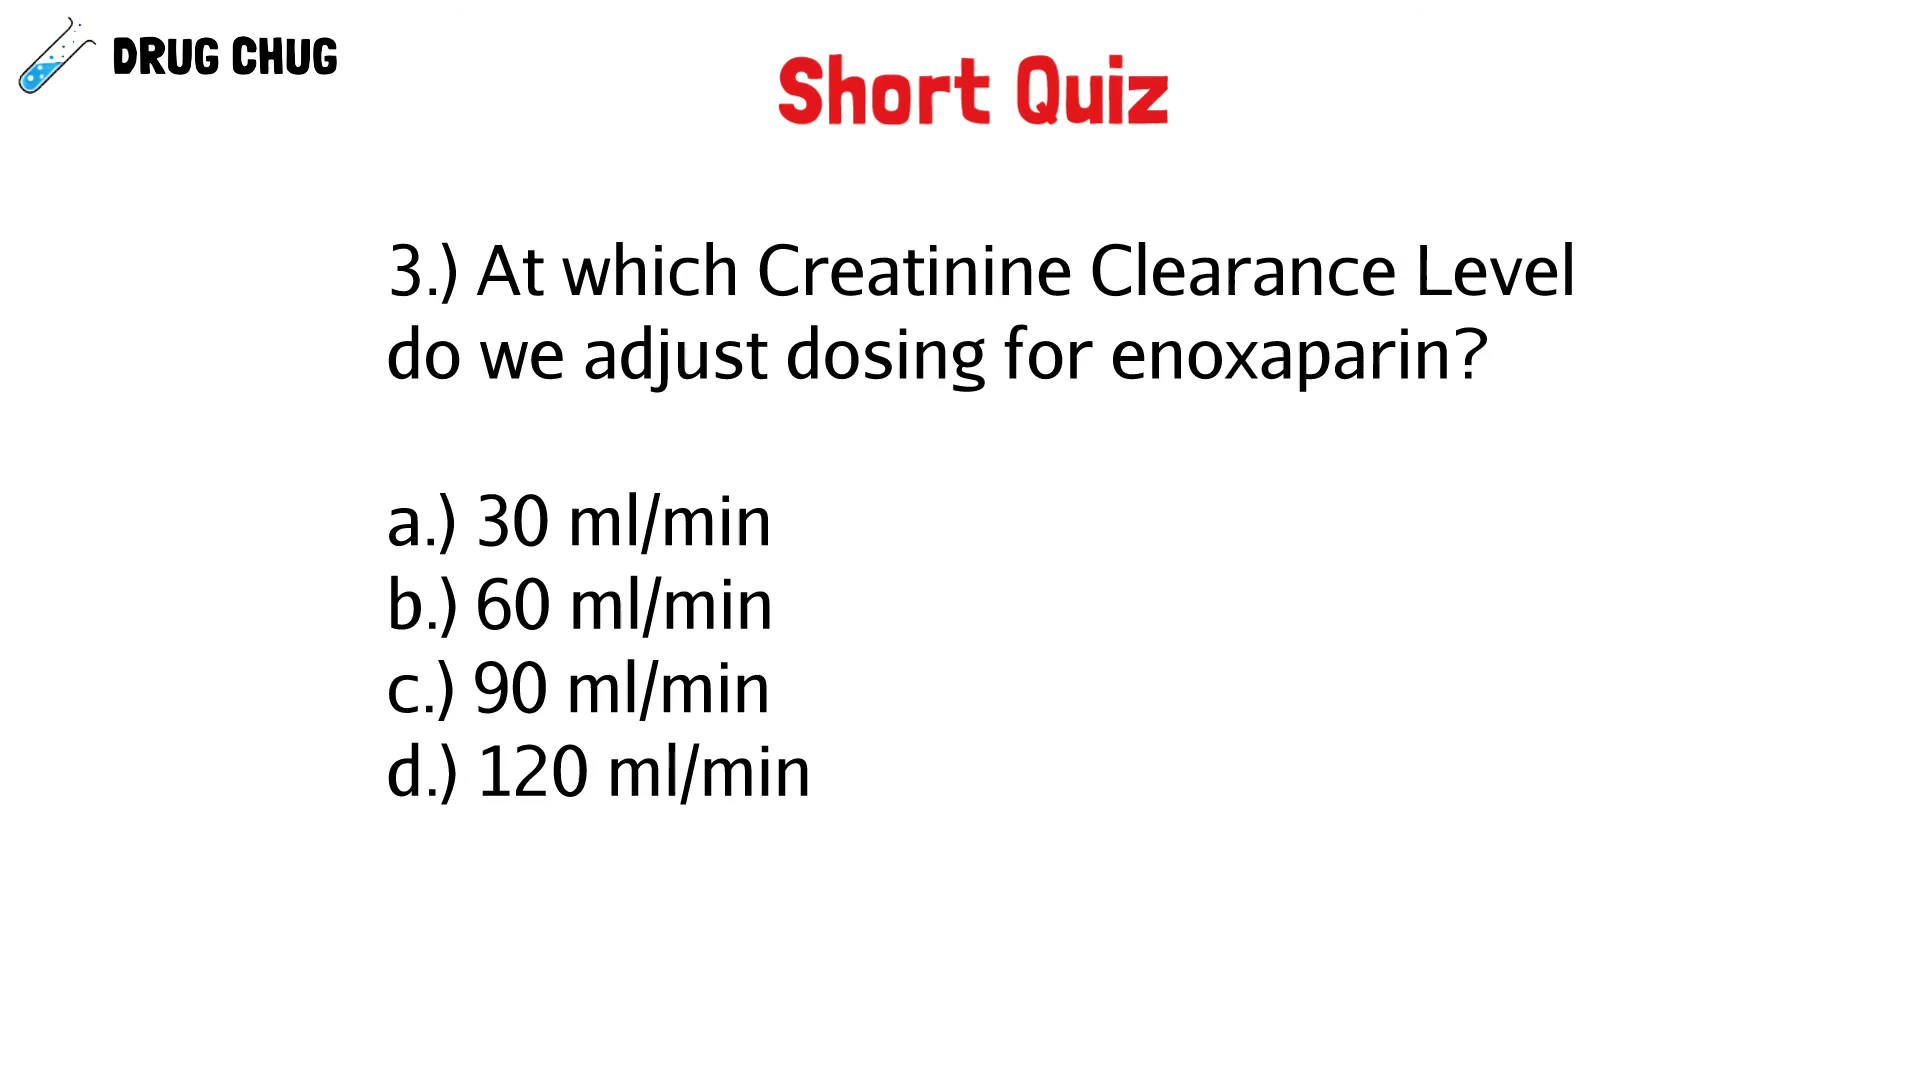 DRUG CHUG
Short Quiz
3.) At which Creatinine Clearance Level
do we adjust dosing for enoxaparin?
a.) 30 ml/min
b.) 60 ml/min
c.) 90 ml/min
d.) 120 ml/min